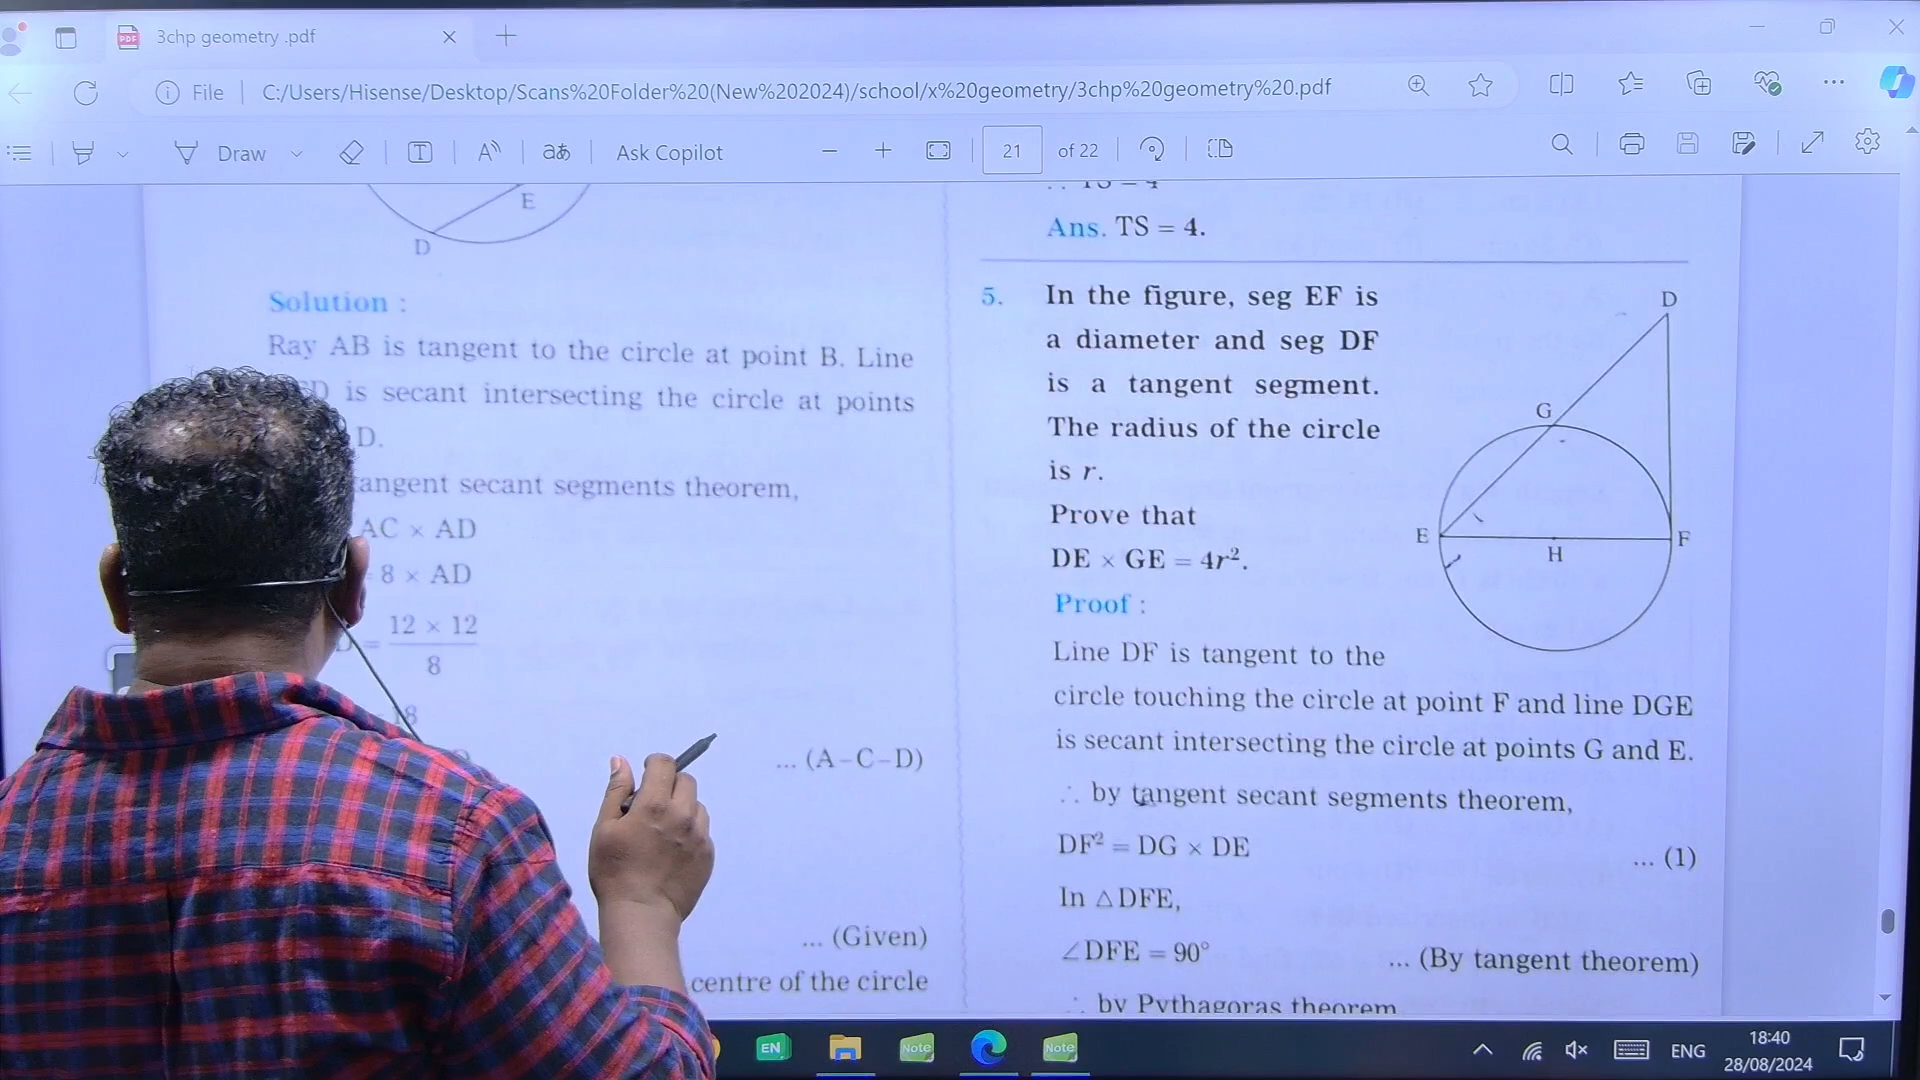 3chp geometry .pdf
File
C:/Users/Hisense/Desktop/Scans%20Folder%20(New%202024)/school/x%20geometry/3chp%20geometry%20.pdf
Draw
aあ
Ask Copilot
21
of 22
E
D
Solution :
Ray AB is tangent to the circle at point B. Line
D is secant intersecting the circle at points
D.
tangent secant segments theorem,
AC × AD
= 8 × AD
= 12 × 12
8
18
... (A-C-D)
... (Given)
centre of the circle
∴ TS = 4
Ans. TS = 4.
5. In the figure, seg EF is
a diameter and seg DF
is a tangent segment.
The radius of the circle
is r.
Prove that
DE × GE = 4r².
D
G
E
H
F
Proof :
Line DF is tangent to the
circle touching the circle at point F and line DGE
is secant intersecting the circle at points G and E.
∴ by tangent secant segments theorem,
DF² = DG × DE ... (1)
In △DFE,
∠DFE = 90° ... (By tangent theorem)
∴ by Pythagoras theorem
EN
Note
Note
ENG
18:40
28/08/2024